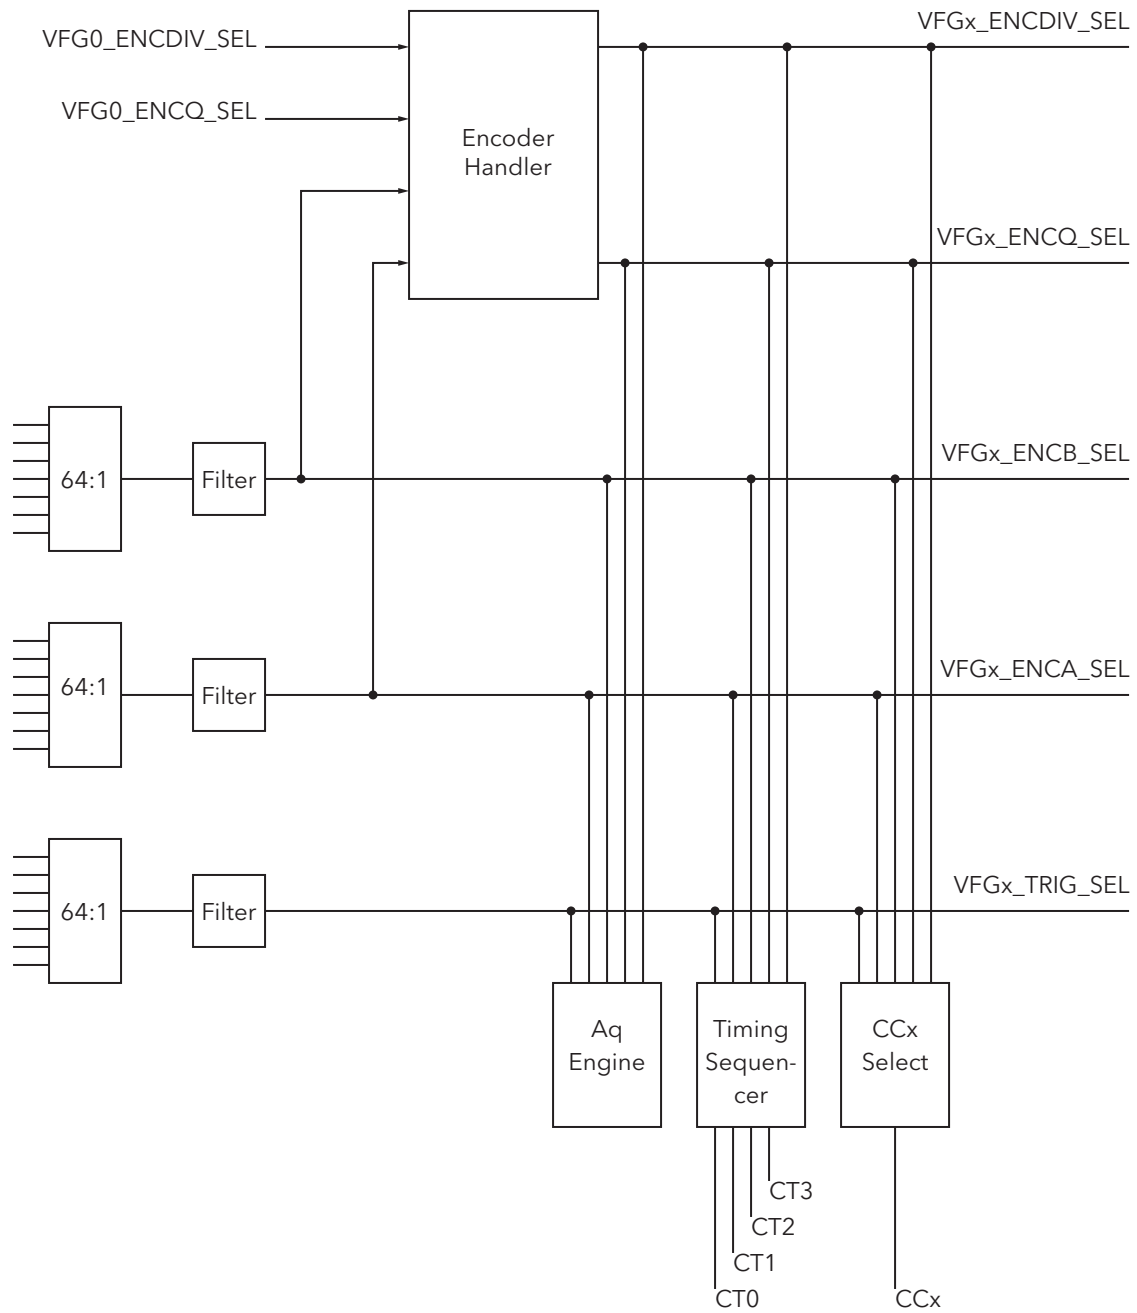 VFGx_ENCDIV_SEL
VFG0_ENCDIV_SEL
VFG0_ENCQ_SEL
Encoder
Handler
VFGx_ENCQ_SEL
VFGx_ENCB_SEL
64:1
Filter
VFGx_ENCA_SEL
64:1
Filter
VFGx_TRIG_SEL
64:1
Filter
Aq
Engine
Timing
Sequen-
cer
CCx
Select
CT3
CT2
CT1
CT0
CCx